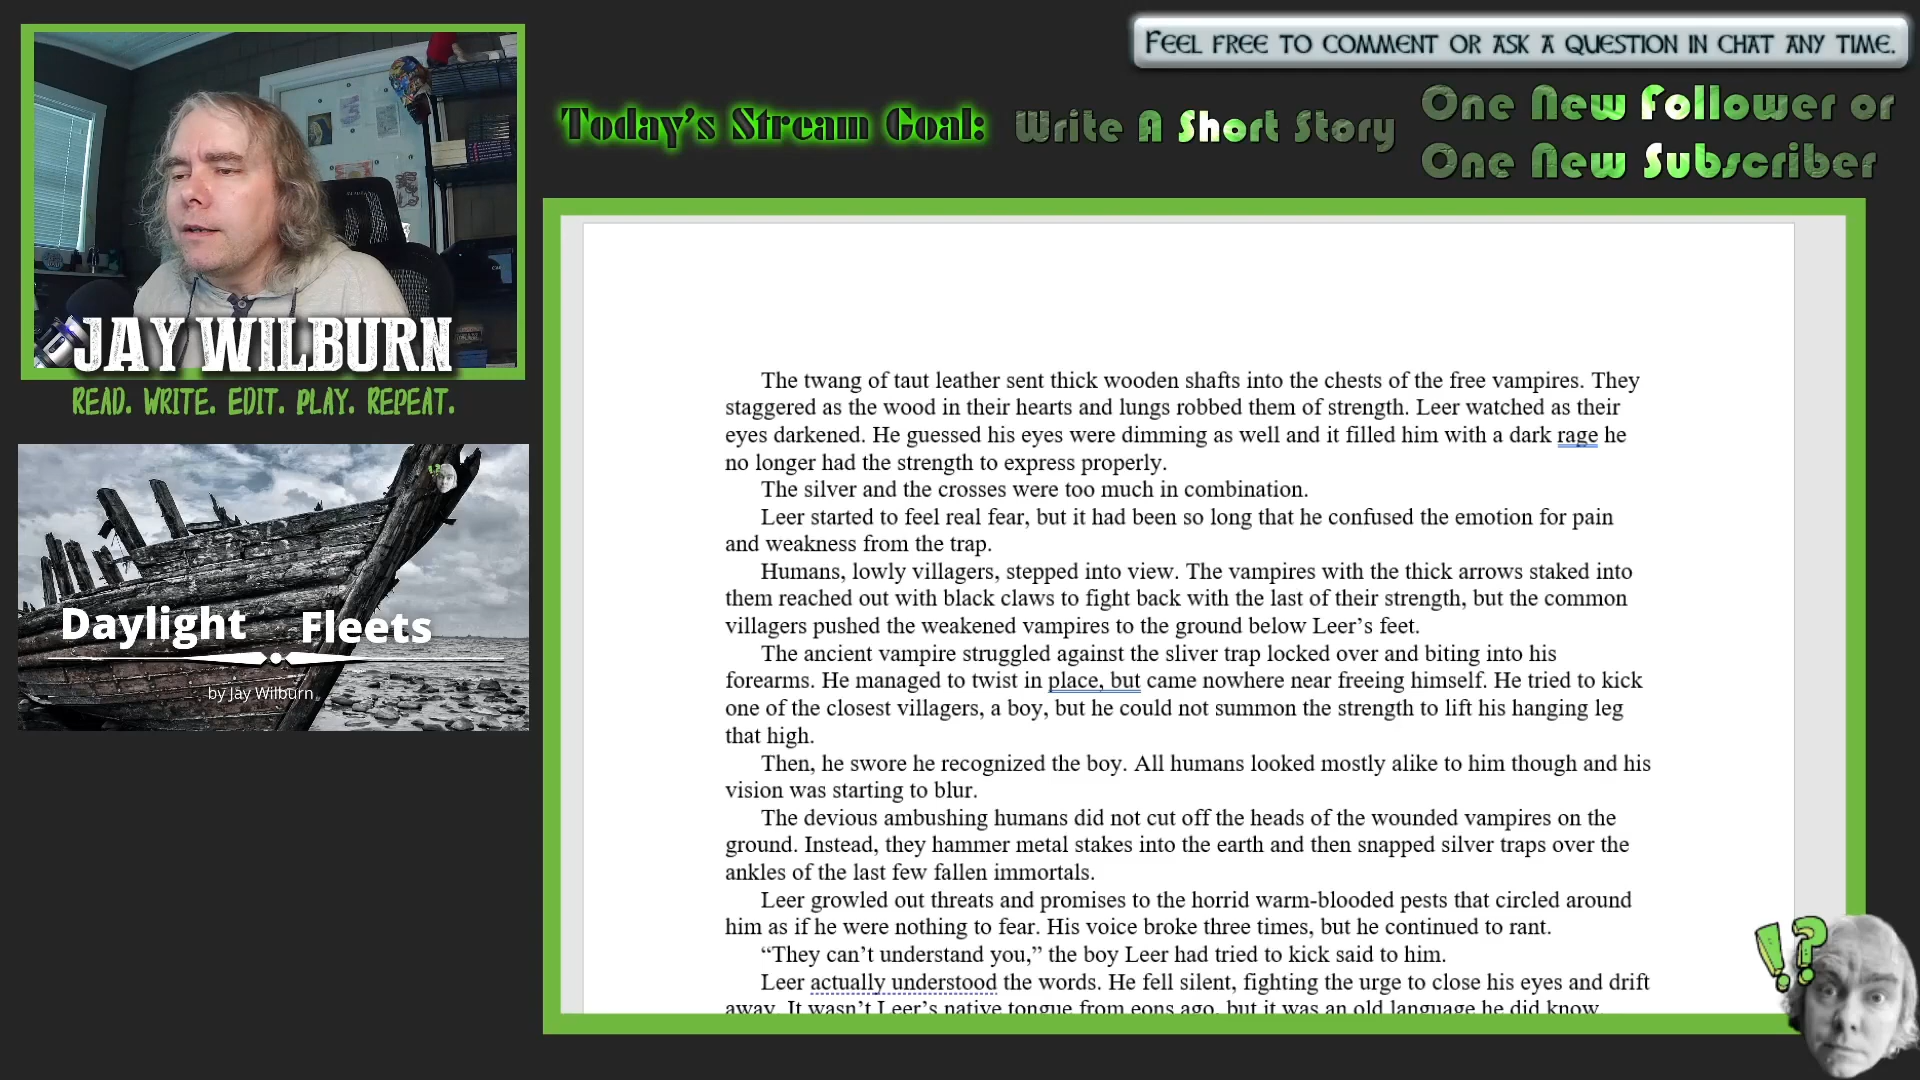 FEEL FREE TO COMMENT OR ASK A QUESTION IN CHAT ANY TIME.
Today's Stream Goal:
Write A Short Story
One New Follower or
One New Subscriber
JAY WILBURN
READ. WRITE. EDIT. PLAY. REPEAT.
Daylight Fleets
by Jay Wilburn
The twang of taut leather sent thick wooden shafts into the chests of the free vampires. They
staggered as the wood in their hearts and lungs robbed them of strength. Leer watched as their
eyes darkened. He guessed his eyes were dimming as well and it filled him with a dark rage he
no longer had the strength to express properly.
The silver and the crosses were too much in combination.
Leer started to feel real fear, but it had been so long that he confused the emotion for pain
and weakness from the trap.
Humans, lowly villagers, stepped into view. The vampires with the thick arrows staked into
them reached out with black claws to fight back with the last of their strength, but the common
villagers pushed the weakened vampires to the ground below Leer’s feet.
The ancient vampire struggled against the sliver trap locked over and biting into his
forearms. He managed to twist in place, but came nowhere near freeing himself. He tried to kick
one of the closest villagers, a boy, but he could not summon the strength to lift his hanging leg
that high.
Then, he swore he recognized the boy. All humans looked mostly alike to him though and his
vision was starting to blur.
The devious ambushing humans did not cut off the heads of the wounded vampires on the
ground. Instead, they hammer metal stakes into the earth and then snapped silver traps over the
ankles of the last few fallen immortals.
Leer growled out threats and promises to the horrid warm-blooded pests that circled around
him as if he were nothing to fear. His voice broke three times, but he continued to rant.
“They can’t understand you,” the boy Leer had tried to kick said to him.
Leer actually understood the words. He fell silent, fighting the urge to close his eyes and drift
away. It wasn’t Leer’s native tongue from eons ago, but it was an old language he did know.
!?